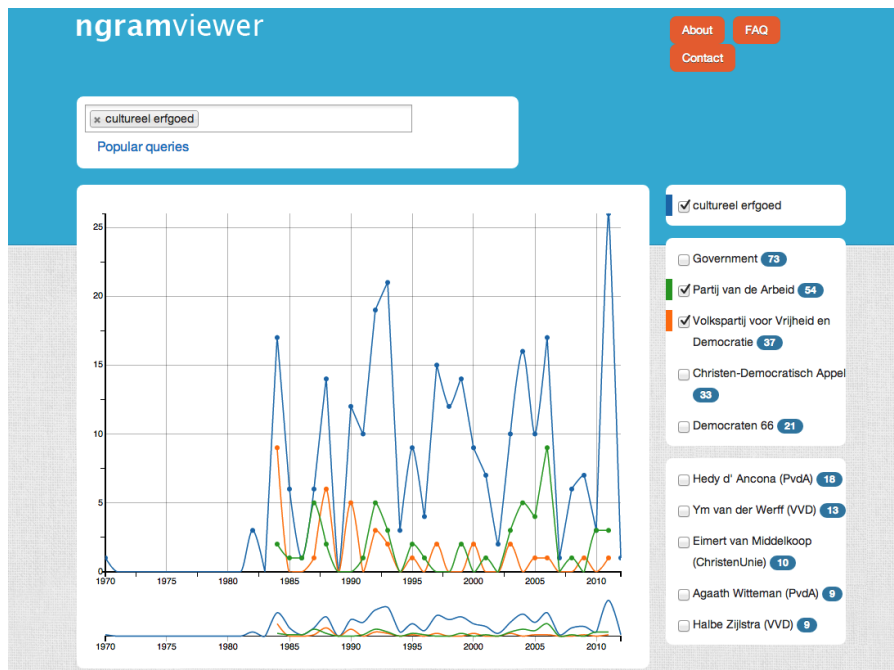 ngramviewer
About
FAQ
Contact
× cultureel erfgoed
Popular queries
25
20
15
10
5
0
1970 1975 1980 1985 1990 1995 2000 2005 2010
1970 1975 1980 1985 1990 1995 2000 2005 2010
cultureel erfgoed
Government 73
Partij van de Arbeid 54
Volkspartij voor Vrijheid en
Democratie 37
Christen-Democratisch Appel
33
Democraten 66 21
Hedy d' Ancona (PvdA) 18
Ym van der Werff (VVD) 13
Eimert van Middelkoop
(ChristenUnie) 10
Agaath Witteman (PvdA) 9
Halbe Zijlstra (VVD) 9